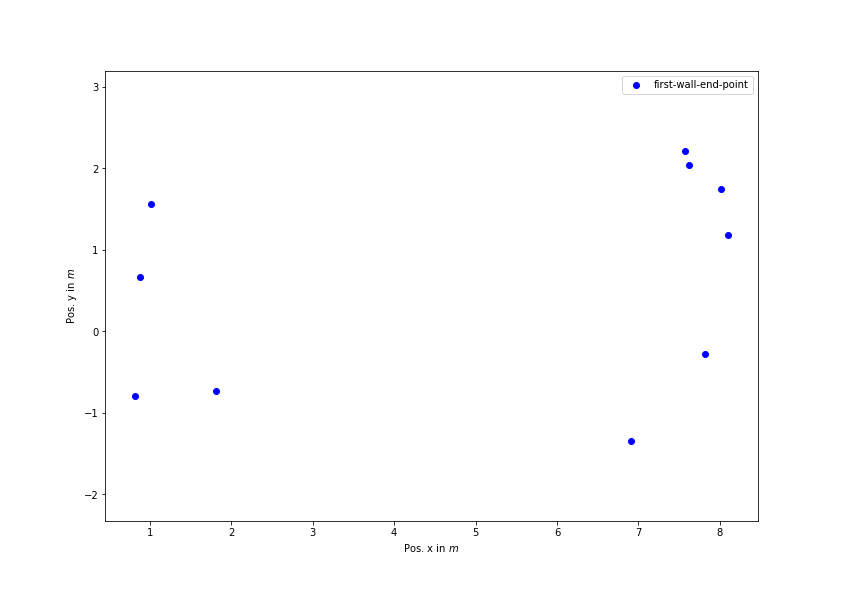 first-wall-end-point
3
2
1
0
−1
−2
Pos. y in m
1 2 3 4 5 6 7 8
Pos. x in m